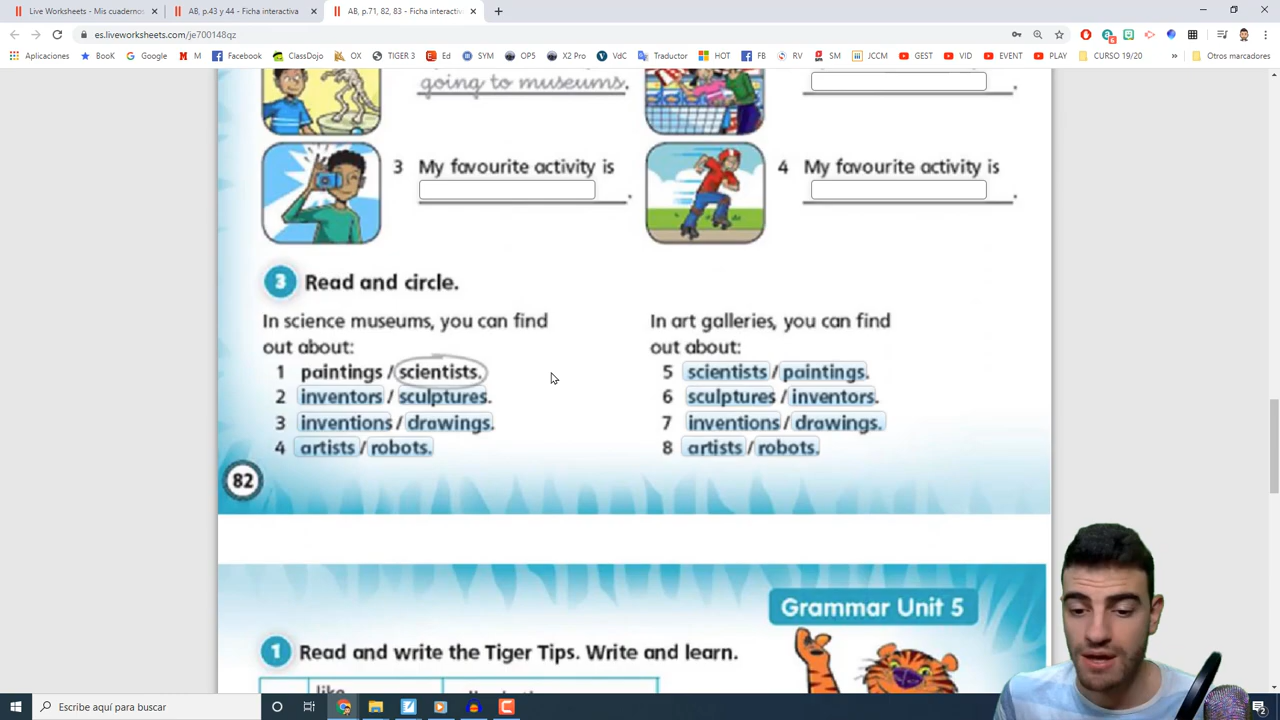 Live Worksheets - Mis cuadernos
AB, p.43 y 44 - Ficha interactiva
AB, p.71, 82, 83 - Ficha interactiv
es.liveworksheets.com/je700148qz
Aplicaciones BooK Google M Facebook ClassDojo OX TIGER 3 Ed SYM OP5 X2 Pro VdC Traductor HOT FB RV JCCM GEST VID EVENT PLAY CURSO 19/20 » Otros marcadores
going to museums.
3 My favourite activity is
.
4 My favourite activity is
.
3 Read and circle.
In science museums, you can find
out about:
1 paintings / scientists.
2 inventors / sculptures.
3 inventions / drawings.
4 artists / robots.
In art galleries, you can find
out about:
5 scientists / paintings.
6 sculptures / inventors.
7 inventions / drawings.
8 artists / robots.
82
Grammar Unit 5
1 Read and write the Tiger Tips. Write and learn.
like
Escribe aquí para buscar